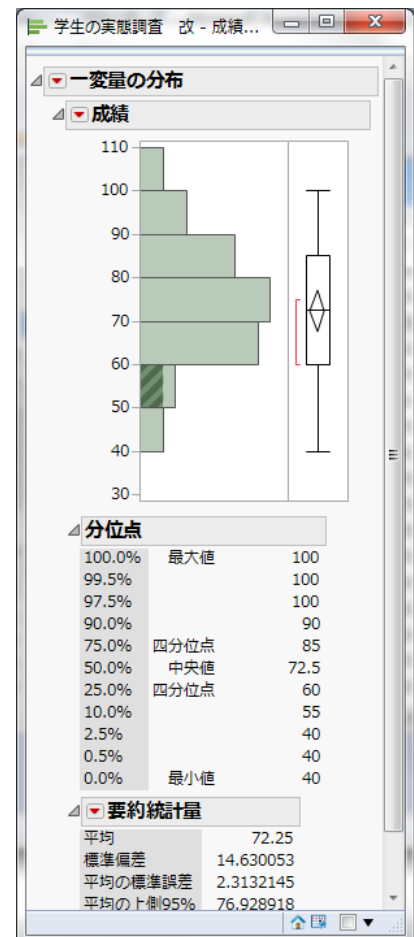 学生の実態調査 改 - 成績...
一変量の分布
成績
110
100
90
80
70
60
50
40
30
分位点
100.0% 最大値 100
99.5% 100
97.5% 100
90.0% 90
75.0% 四分位点 85
50.0% 中央値 72.5
25.0% 四分位点 60
10.0% 55
2.5% 40
0.5% 40
0.0% 最小値 40
要約統計量
平均 72.25
標準偏差 14.630053
平均の標準誤差 2.3132145
平均の上側95% 76.928918